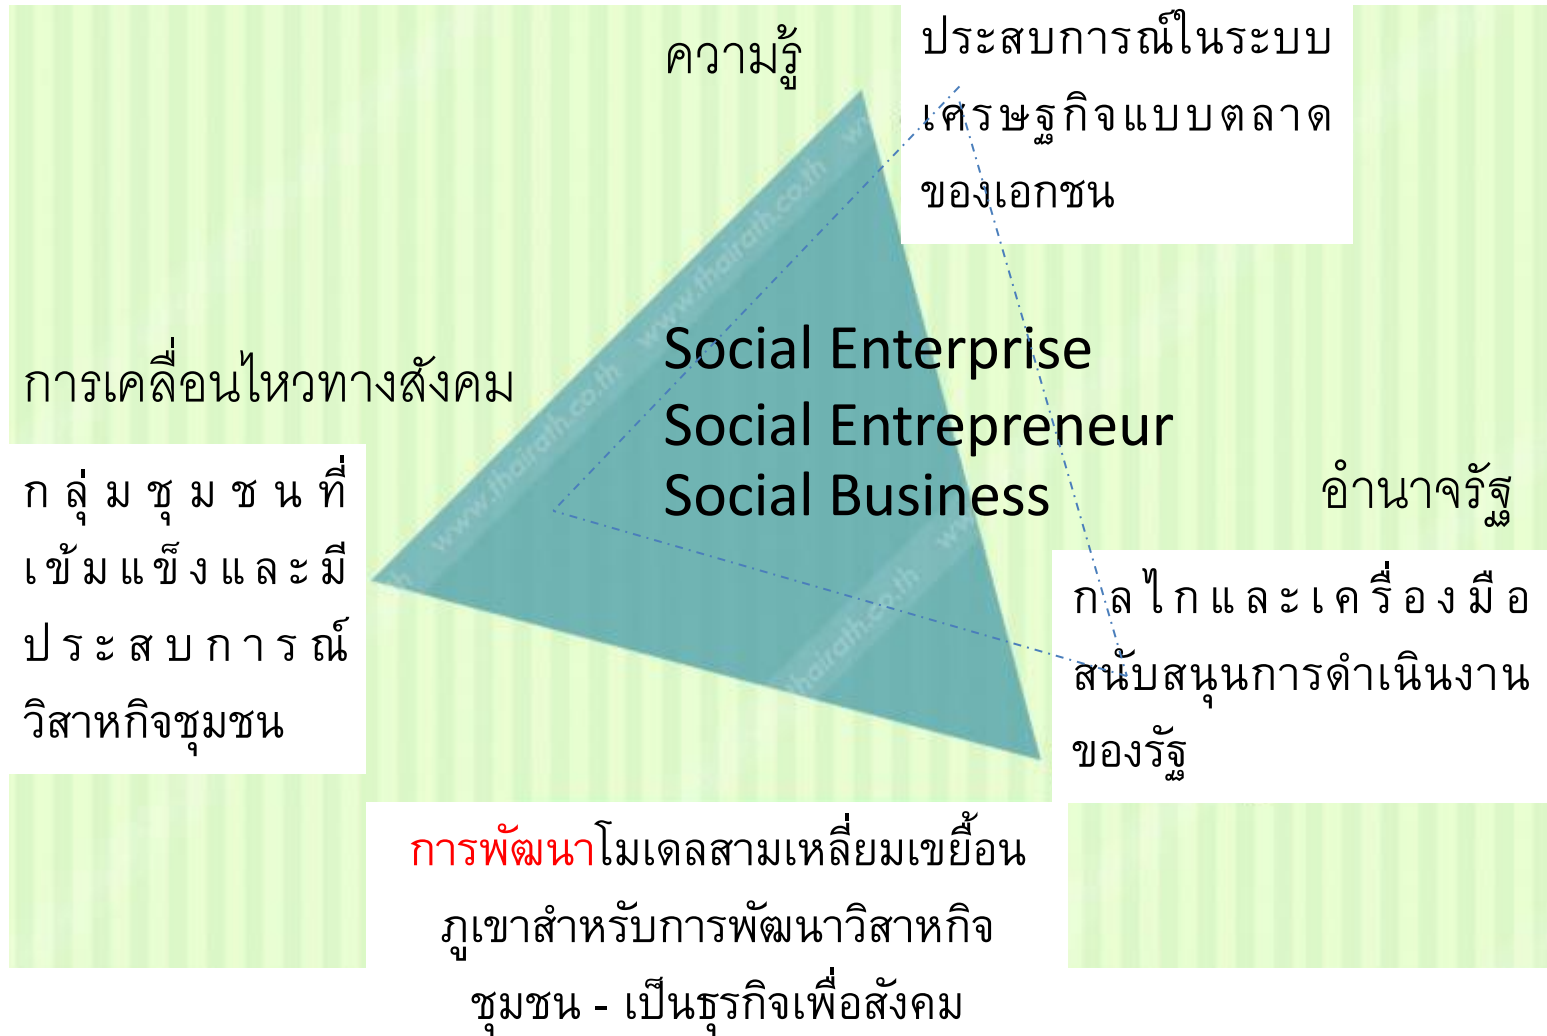 ความรู้
ประสบการณ์ในระบบ
เศรษฐกิจแบบตลาด
ของเอกชน
การเคลื่อนไหวทางสังคม
กลุ่มชุมชนที่
เข้มแข็งและมี
ประสบการณ์
วิสาหกิจชุมชน
Social Enterprise
Social Entrepreneur
Social Business
อำนาจรัฐ
กลไกและเครื่องมือ
สนับสนุนการดำเนินงาน
ของรัฐ
การพัฒนาโมเดลสามเหลี่ยมเขยื้อน
ภูเขาสำหรับการพัฒนาวิสาหกิจ
ชุมชน - เป็นธุรกิจเพื่อสังคม
www.thairath.co.th
www.thairath.co.th
thairath.co.th